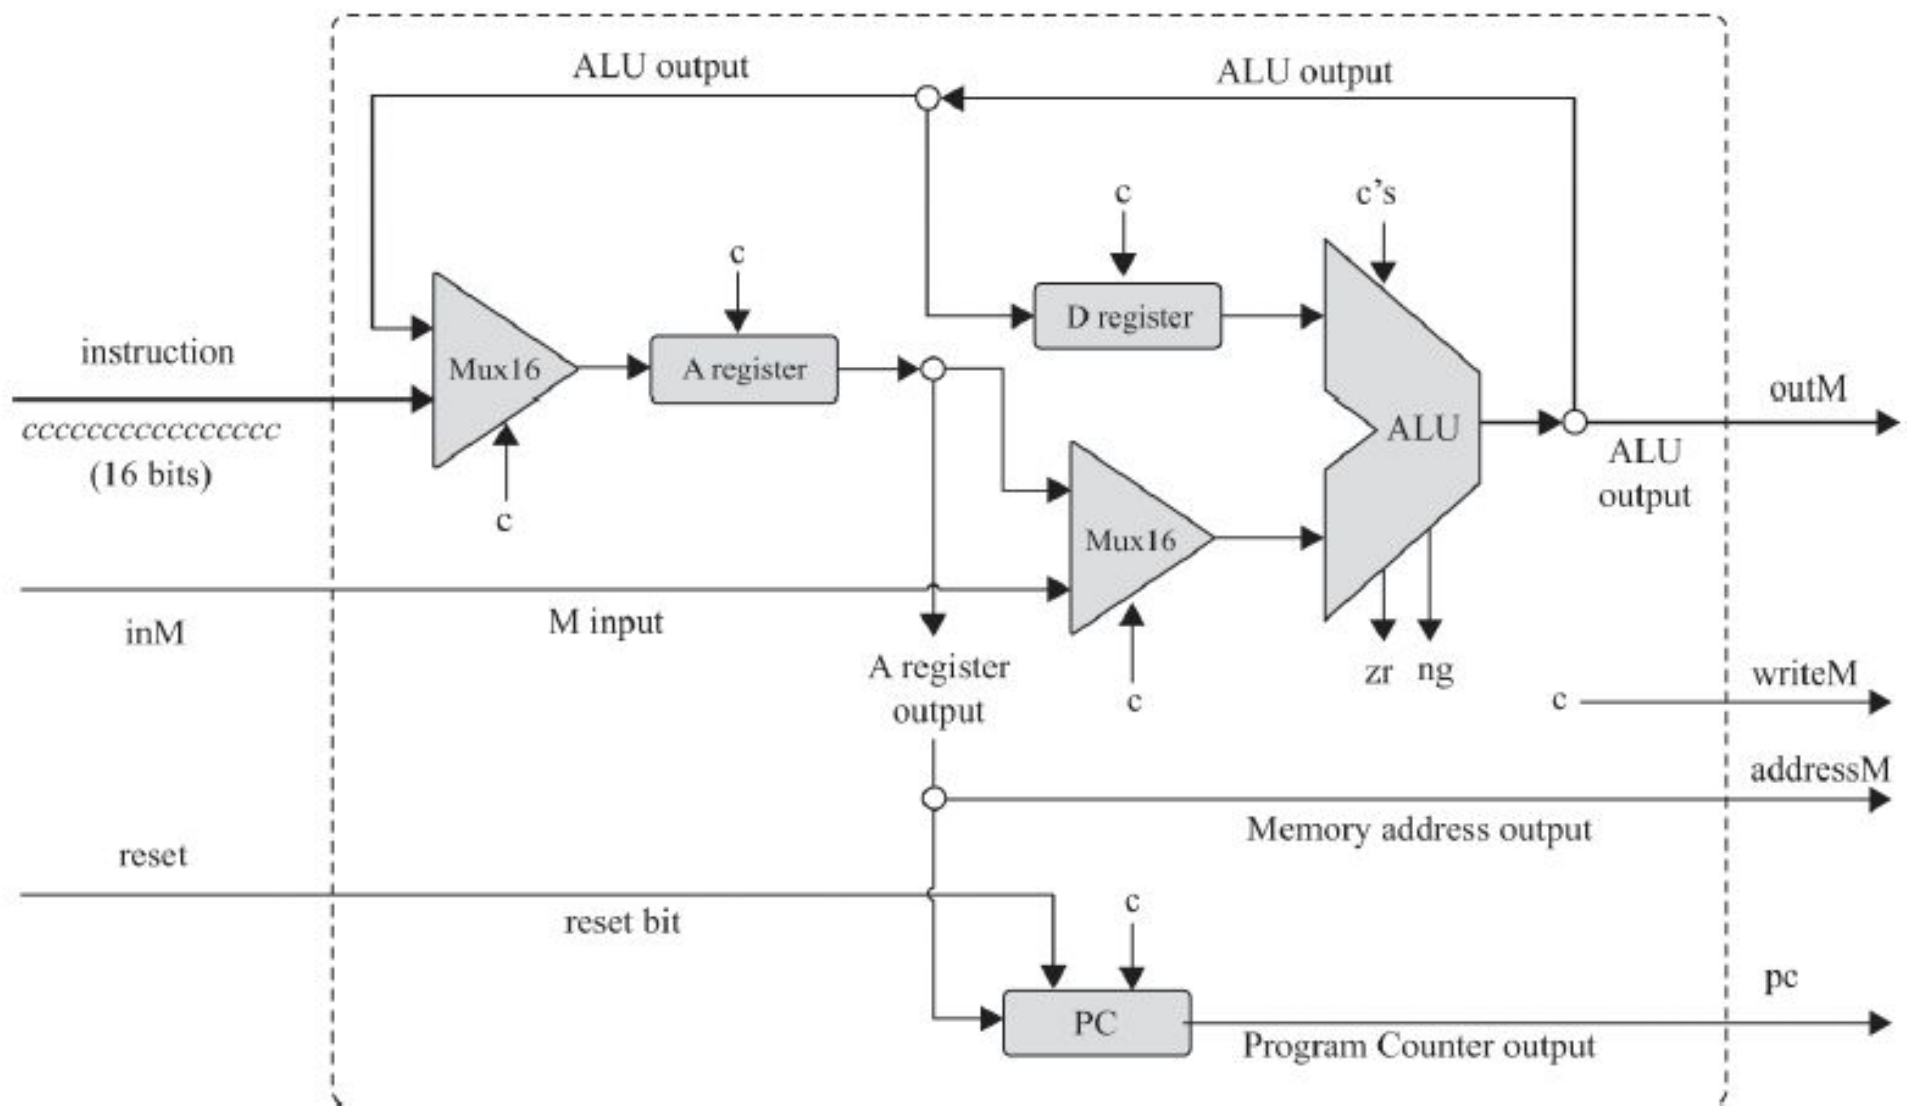 ALU output
ALU output
c
c's
c
D register
instruction
Mux16
A register
outM
cccccccccccccccc
ALU
(16 bits)
ALU
output
c
Mux16
inM
M input
A register
output
zr
ng
c
c
writeM
addressM
Memory address output
reset
reset bit
c
pc
PC
Program Counter output